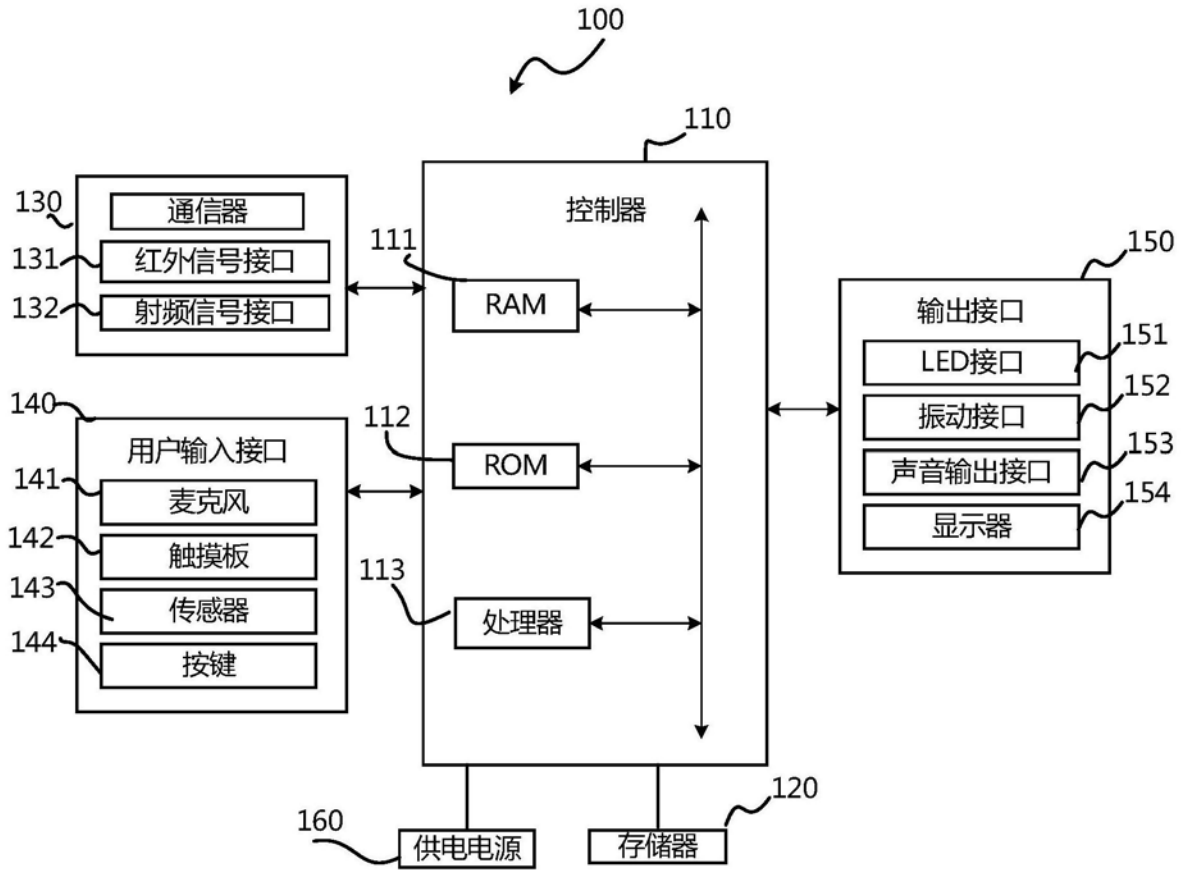 100
110
130
通信器
131
红外信号接口
132
射频信号接口
控制器
111
RAM
112
ROM
113
处理器
140
用户输入接口
141
麦克风
142
触摸板
143
传感器
144
按键
150
输出接口
LED接口
151
振动接口
152
声音输出接口
153
显示器
154
160
供电电源
120
存储器